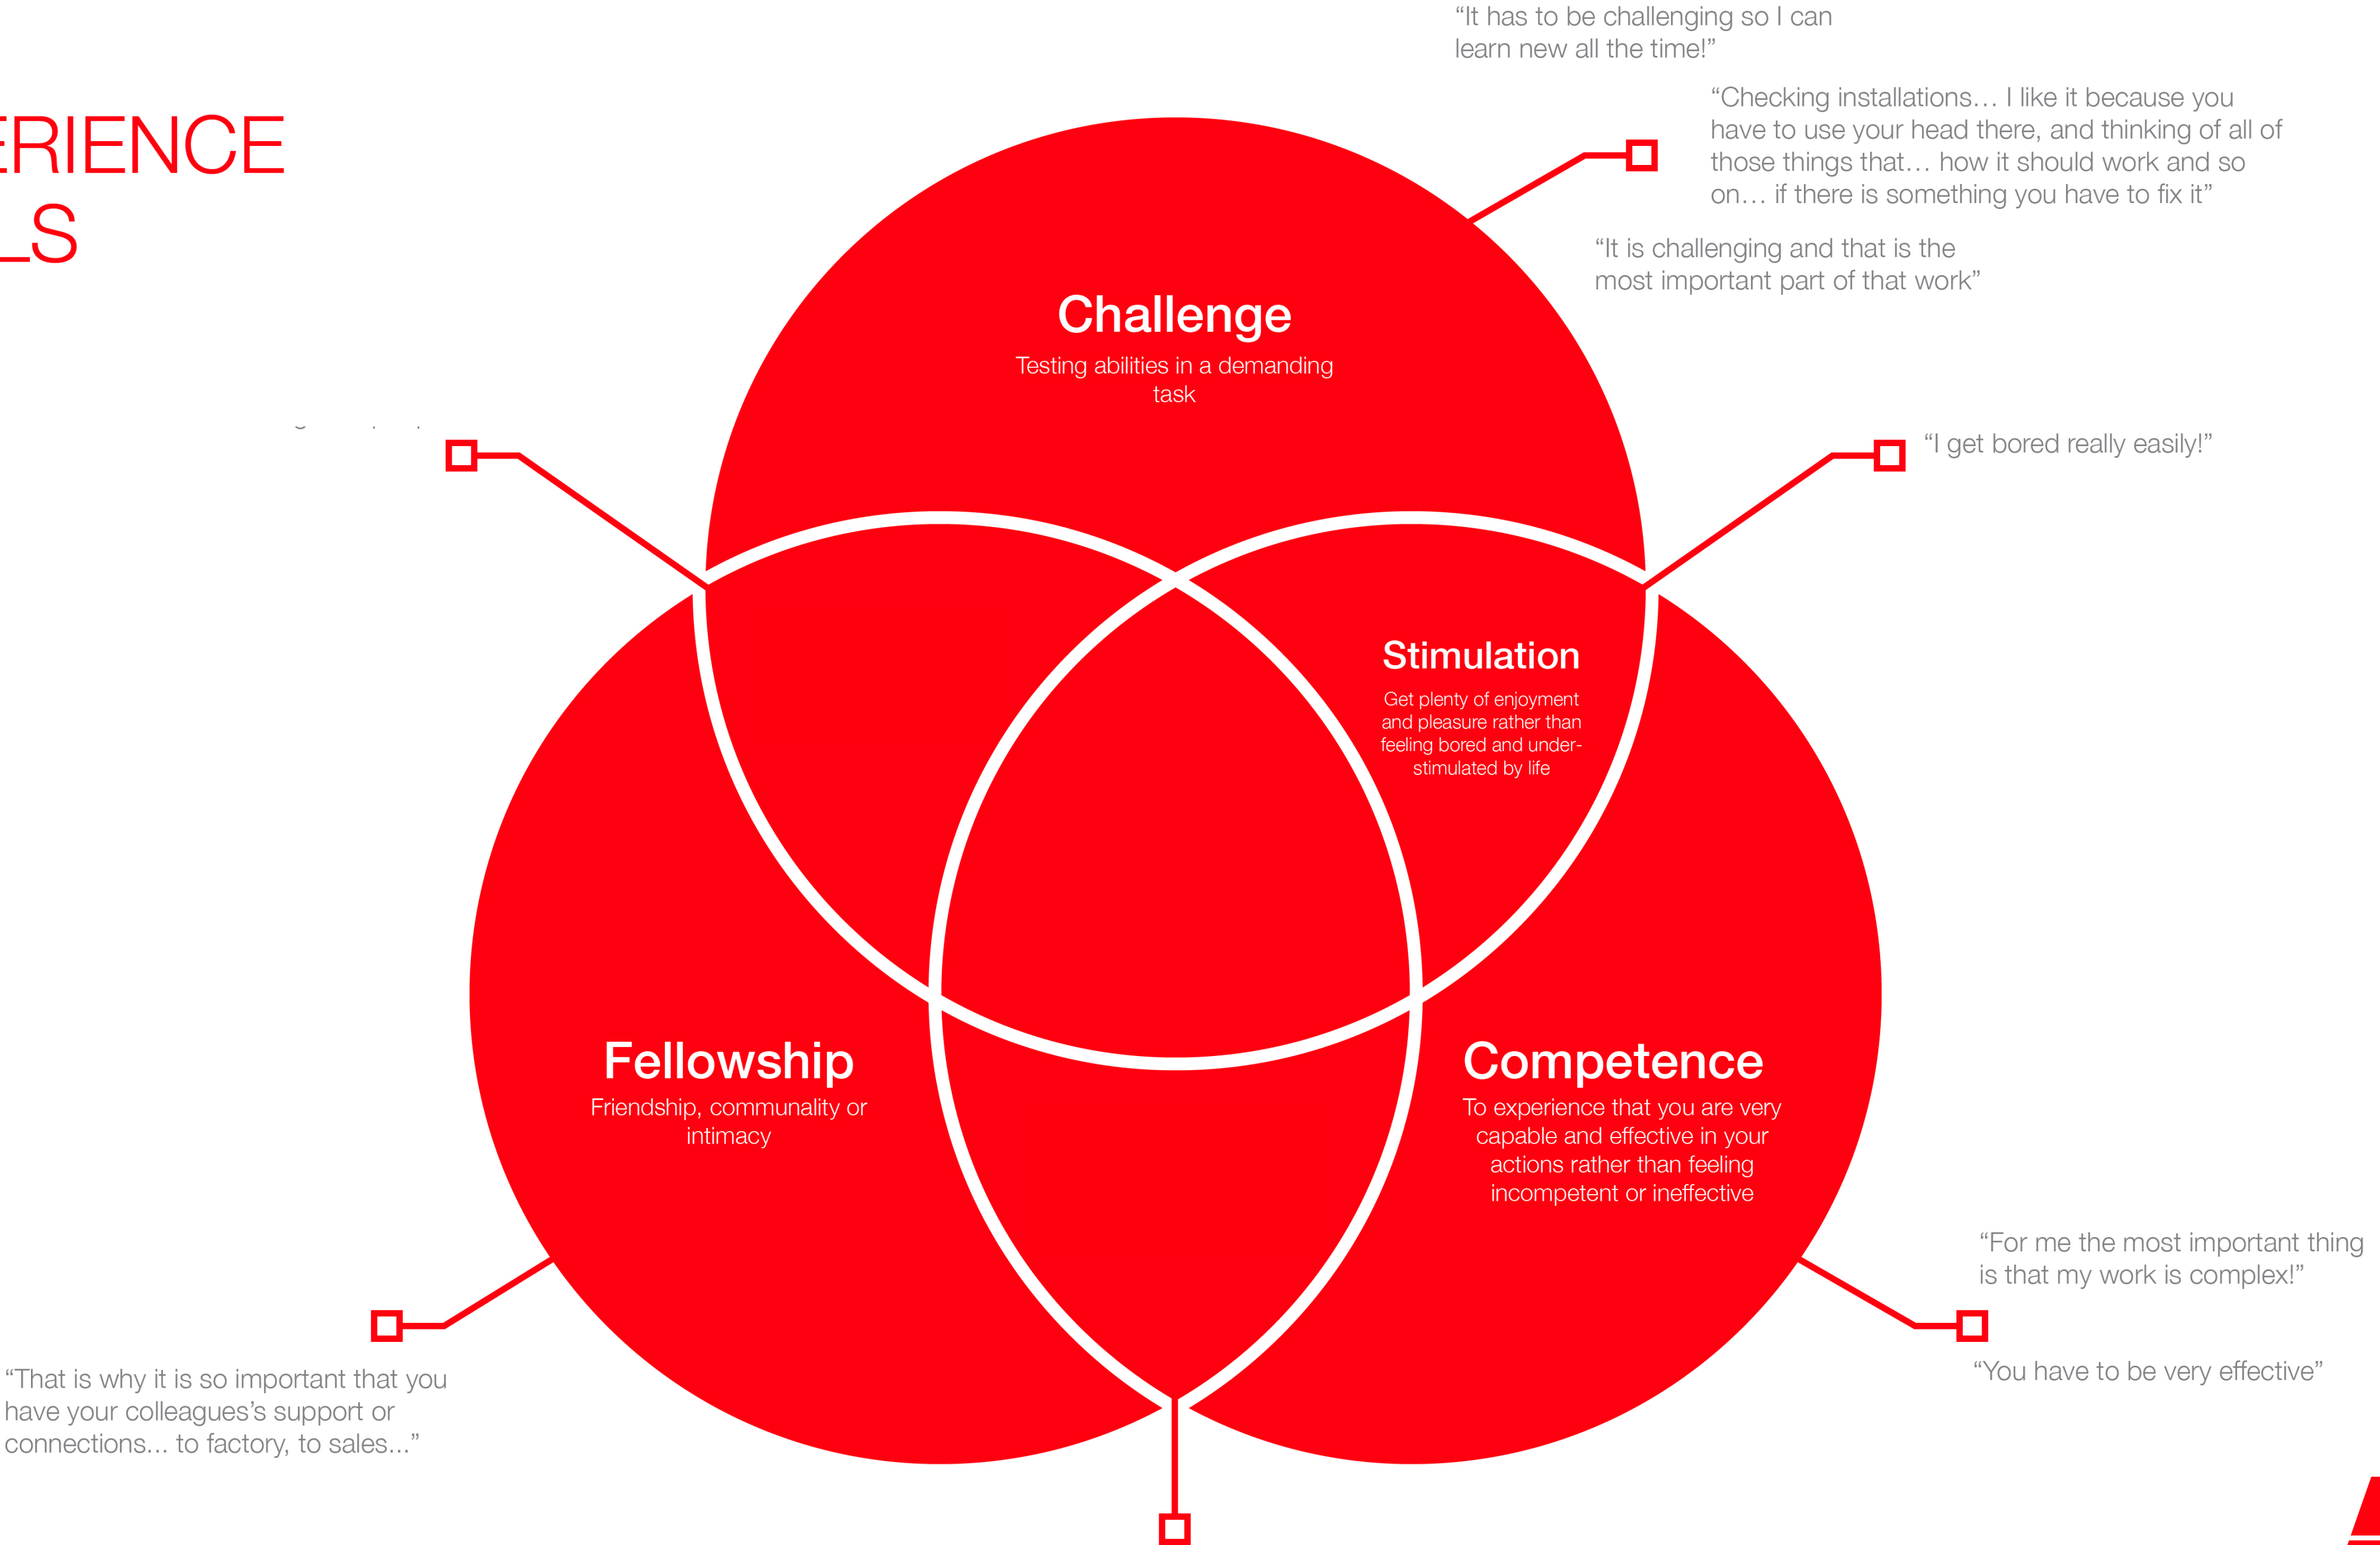 ERIENCE
LS
“It has to be challenging so I can
learn new all the time!”
“Checking installations… I like it because you
have to use your head there, and thinking of all of
those things that… how it should work and so
on… if there is something you have to fix it”
“It is challenging and that is the
most important part of that work”
Challenge
Testing abilities in a demanding
task
“I get bored really easily!”
Stimulation
Get plenty of enjoyment
and pleasure rather than
feeling bored and under-
stimulated by life
Fellowship
Friendship, communality or
intimacy
Competence
To experience that you are very
capable and effective in your
actions rather than feeling
incompetent or ineffective
“For me the most important thing
is that my work is complex!”
“You have to be very effective”
“That is why it is so important that you
have your colleagues’s support or
connections... to factory, to sales...”